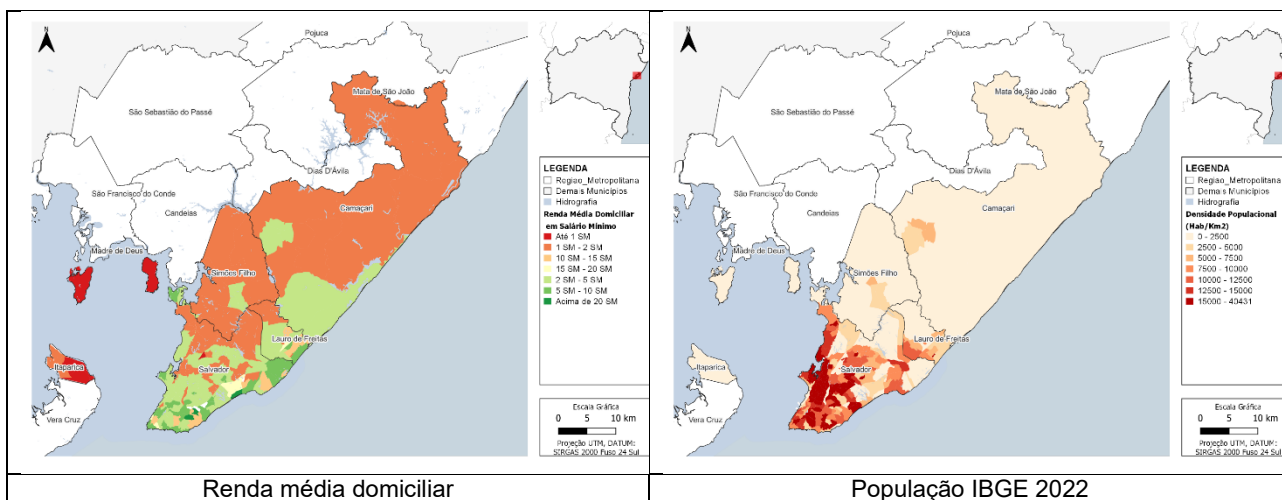 N
Pojuca
Mata de São João
São Sebastião do Passé
Dias D'Ávila
São Francisco do Conde
Candeias
Camaçari
Madre de Deus
Simões Filho
Lauro de Freitas
Itaparica
Salvador
Vera Cruz
LEGENDA
Regiao_Metropolitana
Demais Municípios
Hidrografia
Renda Média Domiciliar
em Salário Mínimo
Até 1 SM
1 SM - 2 SM
10 SM - 15 SM
15 SM - 20 SM
2 SM - 5 SM
5 SM - 10 SM
Acima de 20 SM
Escala Gráfica
0 5 10 km
Projeção UTM, DATUM:
SIRGAS 2000 Fuso 24 Sul
Renda média domiciliar
N
Pojuca
Mata de São João
São Sebastião do Passé
Dias D'Ávila
São Francisco do Conde
Candeias
Camaçari
Madre de Deus
Simões Filho
Lauro de Freitas
Itaparica
Salvador
Vera Cruz
LEGENDA
Regiao_Metropolitana
Demais Municípios
Hidrografia
Densidade Populacional
(Hab/Km2)
0 - 2500
2500 - 5000
5000 - 7500
7500 - 10000
10000 - 12500
12500 - 15000
15000 - 40431
Escala Gráfica
0 5 10 km
Projeção UTM, DATUM:
SIRGAS 2000 Fuso 24 Sul
População IBGE 2022